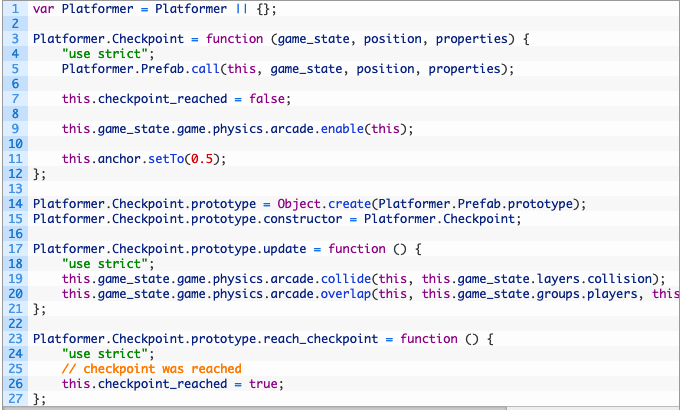 1 var Platformer = Platformer || {};
2
3 Platformer.Checkpoint = function (game_state, position, properties) {
4     "use strict";
5     Platformer.Prefab.call(this, game_state, position, properties);
6
7     this.checkpoint_reached = false;
8
9     this.game_state.game.physics.arcade.enable(this);
10
11     this.anchor.setTo(0.5);
12 };
13
14 Platformer.Checkpoint.prototype = Object.create(Platformer.Prefab.prototype);
15 Platformer.Checkpoint.prototype.constructor = Platformer.Checkpoint;
16
17 Platformer.Checkpoint.prototype.update = function () {
18     "use strict";
19     this.game_state.game.physics.arcade.collide(this, this.game_state.layers.collision);
20     this.game_state.game.physics.arcade.overlap(this, this.game_state.groups.players, this
21 };
22
23 Platformer.Checkpoint.prototype.reach_checkpoint = function () {
24     "use strict";
25     // checkpoint was reached
26     this.checkpoint_reached = true;
27 };